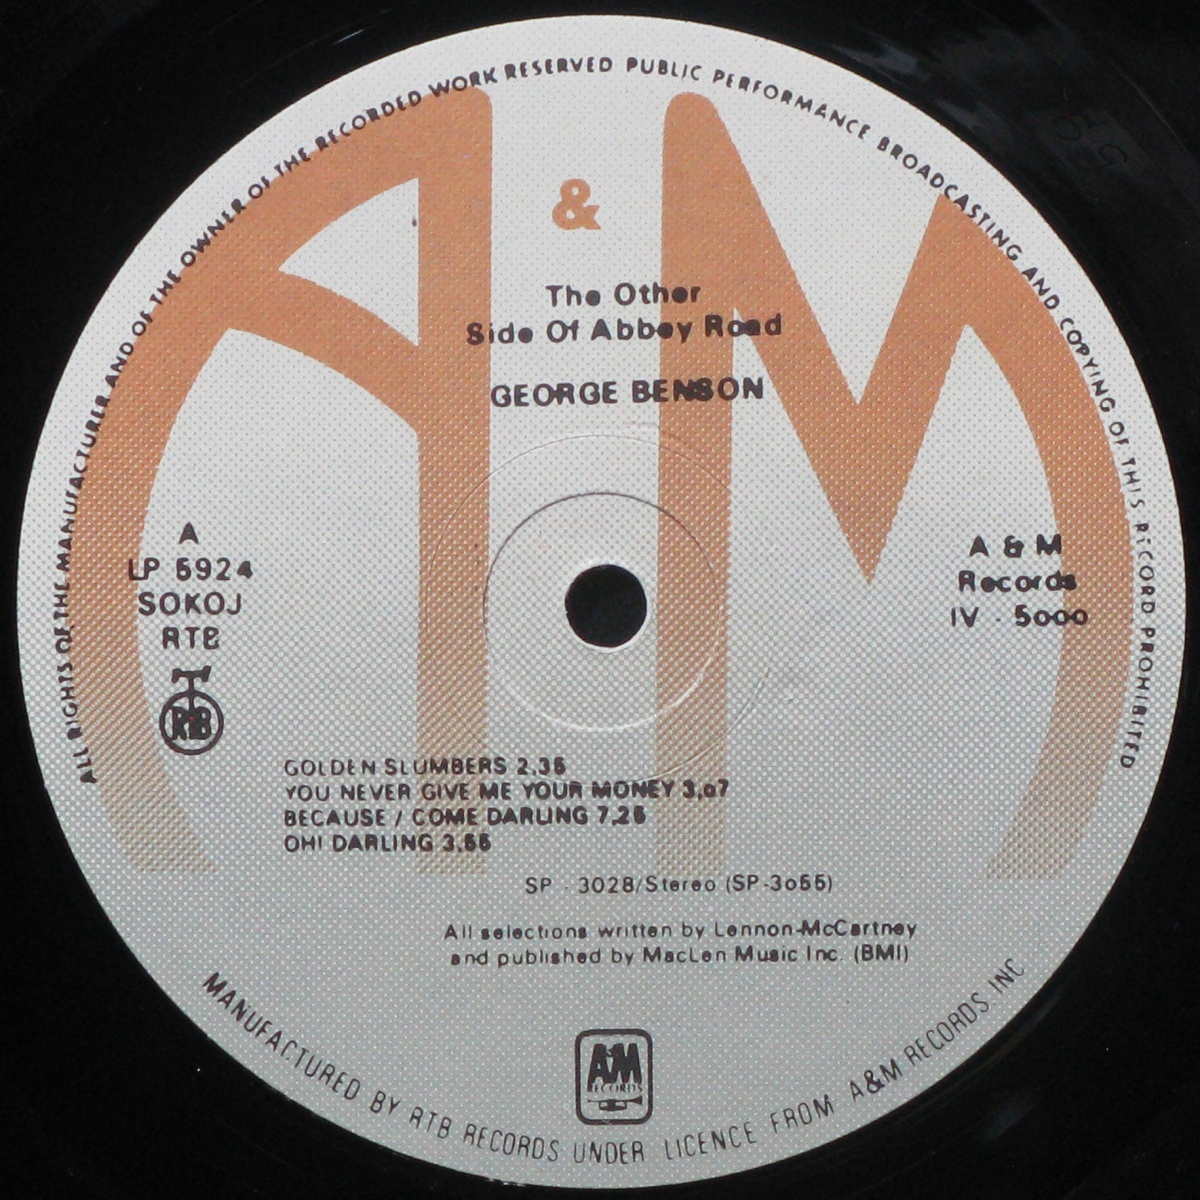 ALL RIGHTS OF THE MANUFACTURER AND OF THE OWNER OF THE RECORDED WORK RESERVED PUBLIC PERFORMANCE BROADCASTING AND COPYING OF THIS RECORD PROHIBITED
A & M
The Other
Side Of Abbey Road
GEORGE BENSON
A
LP 5924
SOKOJ
RTB
RTB
A & M
Records
IV - 5000
GOLDEN SLUMBERS 2,35
YOU NEVER GIVE ME YOUR MONEY 3,07
BECAUSE / COME DARLING 7,25
OH! DARLING 3,55
SP - 3028/Stereo (SP-3055)
All selections written by Lennon-McCartney
and published by MacLen Music Inc. (BMI)
A&M
RECORDS
MANUFACTURED BY RTB RECORDS UNDER LICENCE FROM A&M RECORDS INC